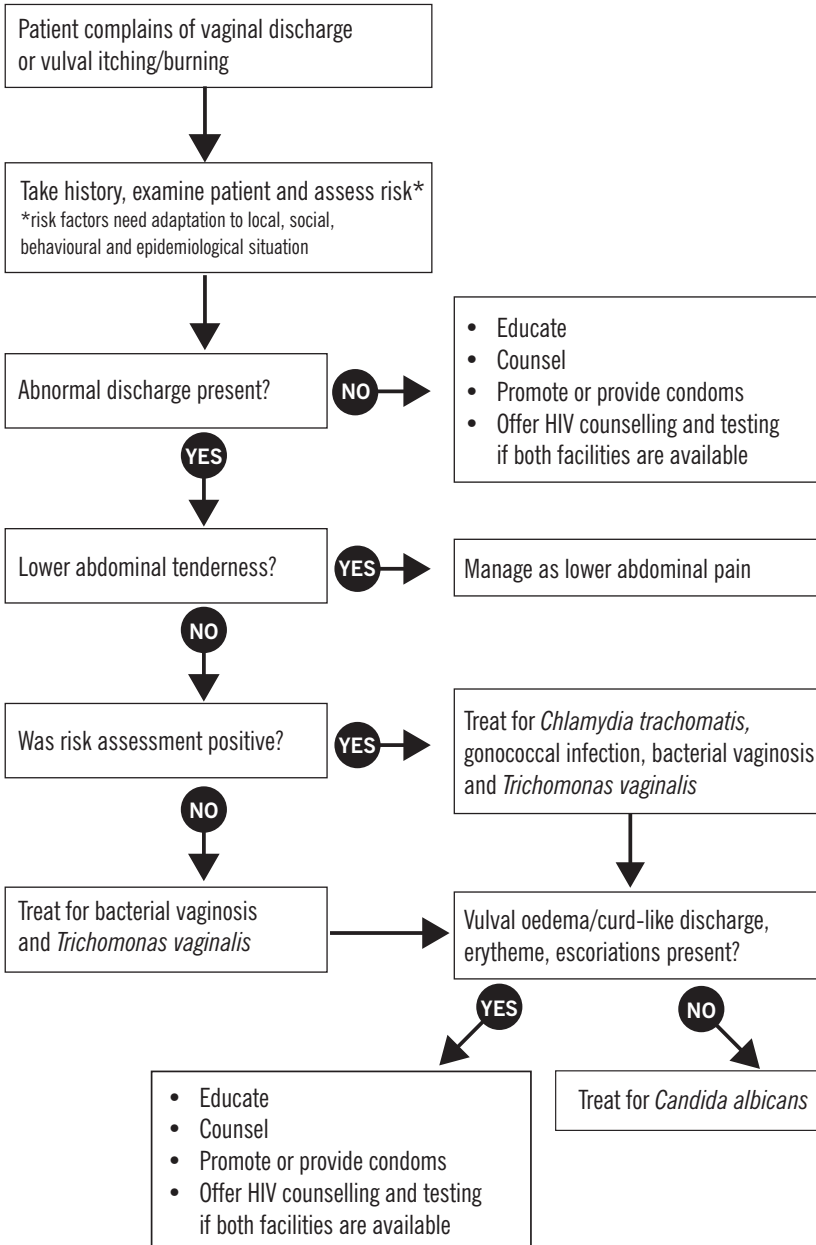 Patient complains of vaginal discharge
or vulval itching/burning
Take history, examine patient and assess risk*
*risk factors need adaptation to local, social,
behavioural and epidemiological situation
Abnormal discharge present?
NO
• Educate
• Counsel
• Promote or provide condoms
• Offer HIV counselling and testing
if both facilities are available
YES
Lower abdominal tenderness?
YES
Manage as lower abdominal pain
NO
Was risk assessment positive?
YES
Treat for Chlamydia trachomatis,
gonococcal infection, bacterial vaginosis
and Trichomonas vaginalis
NO
Treat for bacterial vaginosis
and Trichomonas vaginalis
Vulval oedema/curd-like discharge,
erytheme, escoriations present?
YES
NO
• Educate
• Counsel
• Promote or provide condoms
• Offer HIV counselling and testing
if both facilities are available
Treat for Candida albicans